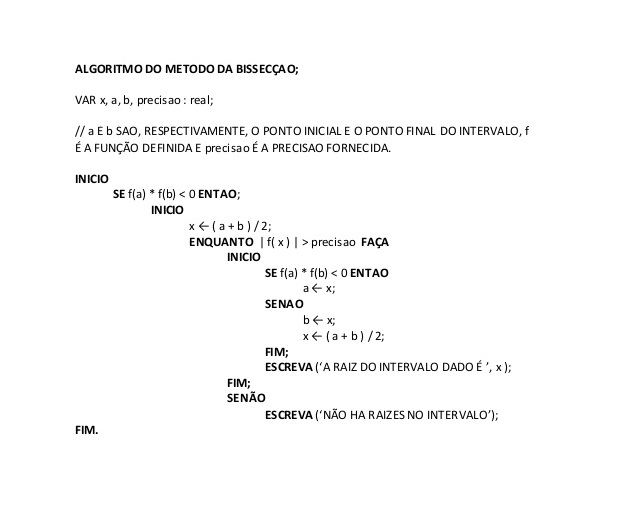 ALGORITMO DO METODO DA BISSECÇAO;
VAR x, a, b, precisao : real;
// a E b SAO, RESPECTIVAMENTE, O PONTO INICIAL E O PONTO FINAL DO INTERVALO, f
É A FUNÇÃO DEFINIDA E precisao É A PRECISAO FORNECIDA.
INICIO
SE f(a) * f(b) < 0 ENTAO;
INICIO
x ← ( a + b ) / 2;
ENQUANTO | f( x ) | > precisao FAÇA
INICIO
SE f(a) * f(b) < 0 ENTAO
a ← x;
SENAO
b ← x;
x ← ( a + b ) / 2;
FIM;
ESCREVA (‘A RAIZ DO INTERVALO DADO É ’, x );
FIM;
SENÃO
ESCREVA (‘NÃO HA RAIZES NO INTERVALO’);
FIM.